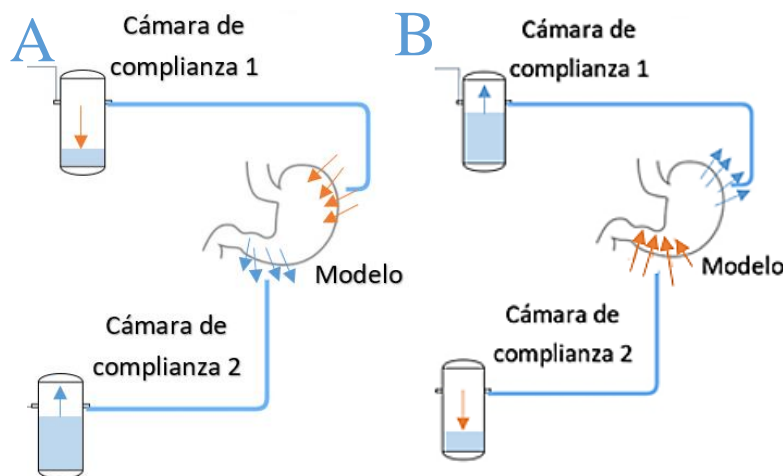 A
Cámara de
complianza 1
Modelo
Cámara de
complianza 2
B
Cámara de
complianza 1
Modelo
Cámara de
complianza 2